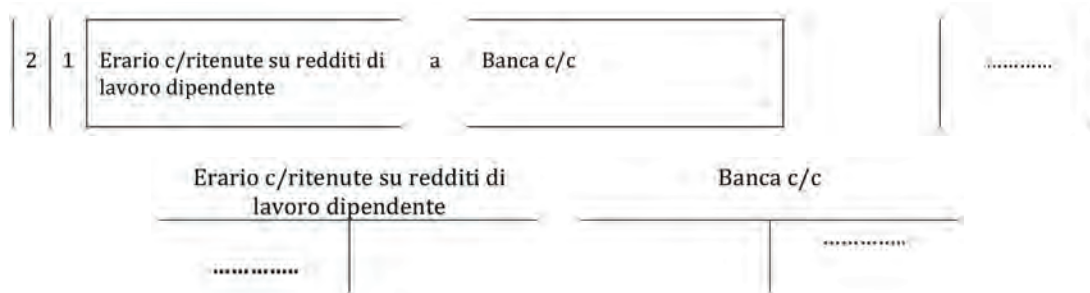 2 1 Erario c/ritenute su redditi di a Banca c/c ............
lavoro dipendente
Erario c/ritenute su redditi di Banca c/c
lavoro dipendente
..............
..............